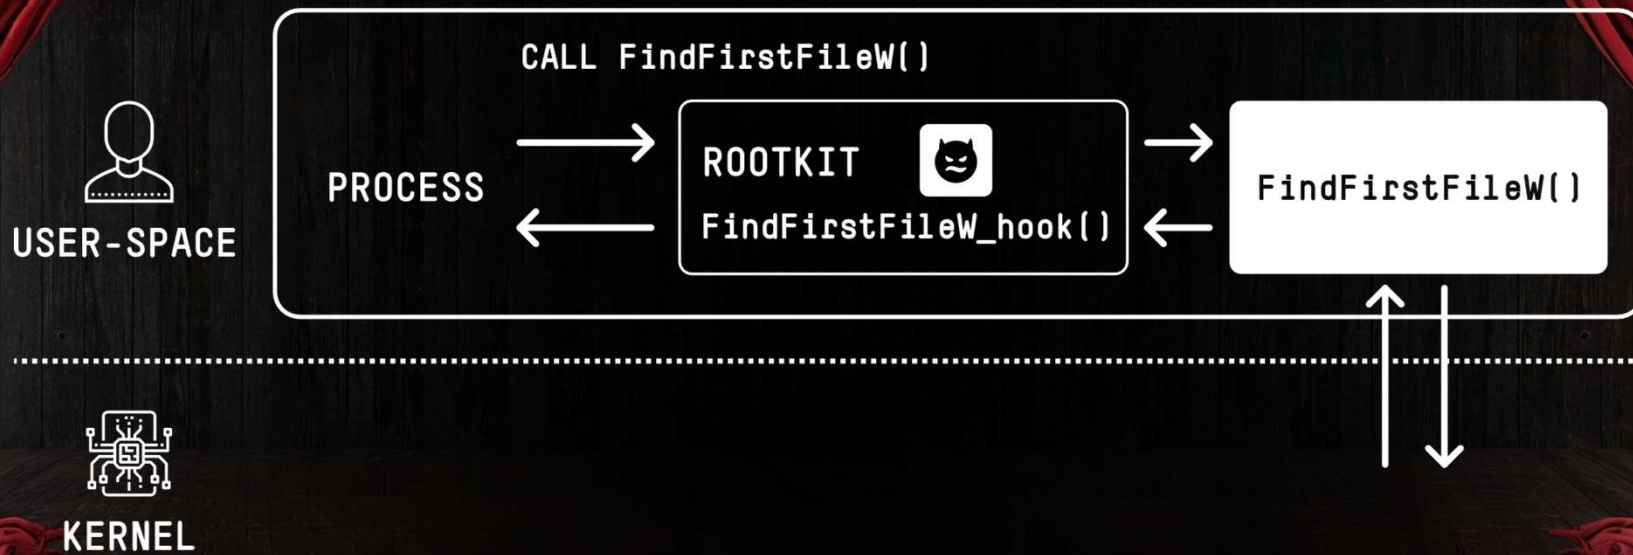 CALL FindFirstFileW()
ROOTKIT
PROCESS
FindFirstFileW_hook()
FindFirstFileW()
USER-SPACE
KERNEL